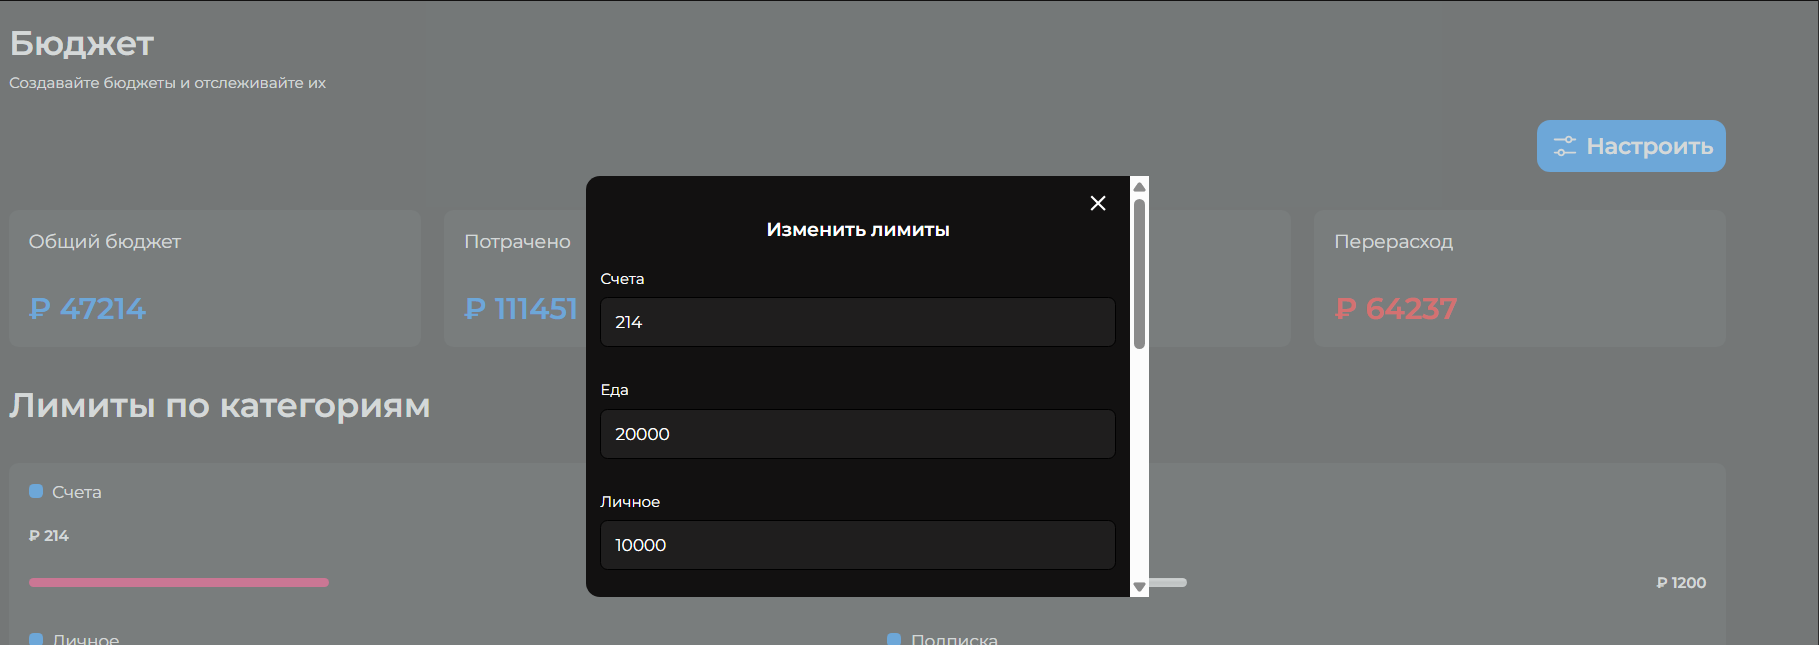 Бюджет
Создавайте бюджеты и отслеживайте их
Настроить
Общий бюджет
₽ 47214
Потрачено
₽ 111451
Перерасход
₽ 64237
Изменить лимиты
Счета
214
Еда
20000
Личное
10000
Лимиты по категориям
Счета
₽ 214
₽ 1200
Личное
Подписка